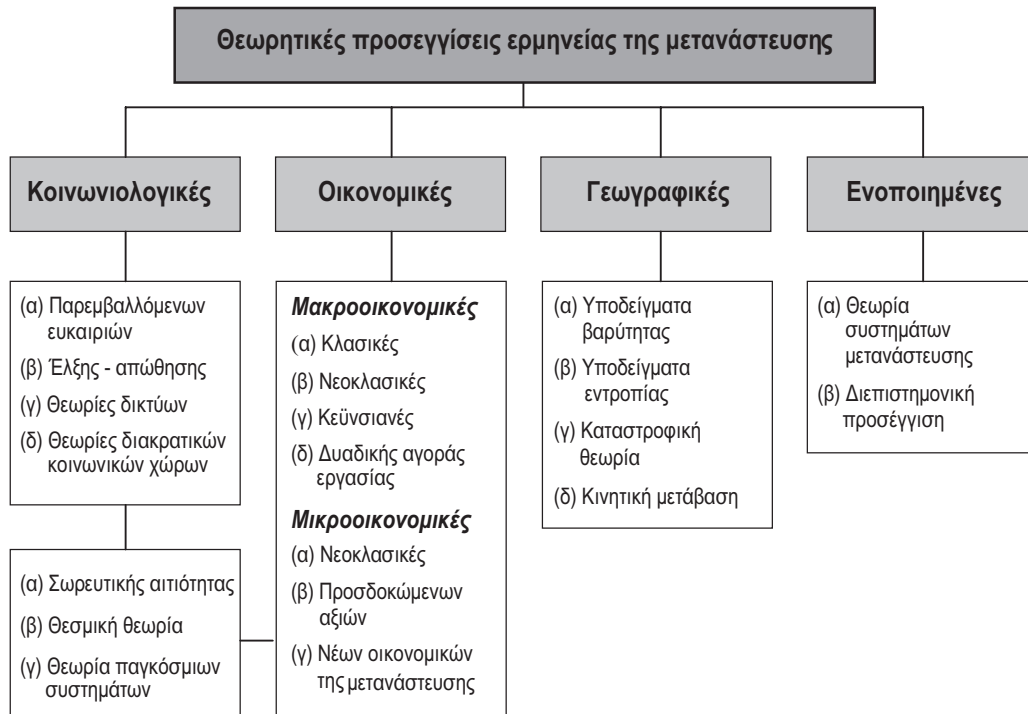 Θεωρητικές προσεγγίσεις ερμηνείας της μετανάστευσης
Κοινωνιολογικές
(α) Παρεμβαλλόμενων
ευκαιριών
(β) Έλξης - απώθησης
(γ) Θεωρίες δικτύων
(δ) Θεωρίες διακρατικών
κοινωνικών χώρων
(α) Σωρευτικής αιτιότητας
(β) Θεσμική θεωρία
(γ) Θεωρία παγκόσμιων
συστημάτων
Οικονομικές
Μακροοικονομικές
(α) Κλασικές
(β) Νεοκλασικές
(γ) Κεϋνσιανές
(δ) Δυαδικής αγοράς
εργασίας
Μικροοικονομικές
(α) Νεοκλασικές
(β) Προσδοκώμενων
αξιών
(γ) Νέων οικονομικών
της μετανάστευσης
Γεωγραφικές
(α) Υποδείγματα
βαρύτητας
(β) Υποδείγματα
εντροπίας
(γ) Καταστροφική
θεωρία
(δ) Κινητική μετάβαση
Ενοποιημένες
(α) Θεωρία
συστημάτων
μετανάστευσης
(β) Διεπιστημονική
προσέγγιση